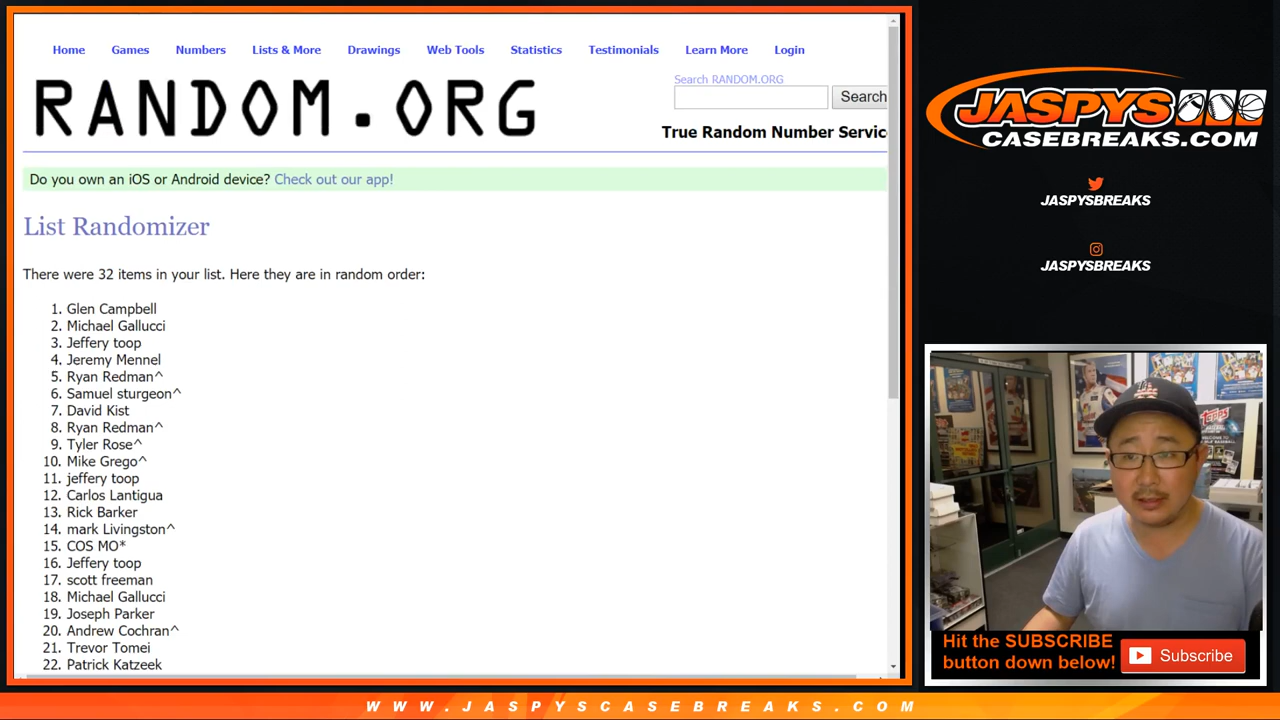 Home Games Numbers Lists & More Drawings Web Tools Statistics Testimonials Learn More Login
RANDOM.ORG
Search RANDOM.ORG
Search
True Random Number Servic
Do you own an iOS or Android device? Check out our app!
List Randomizer
There were 32 items in your list. Here they are in random order:
1. Glen Campbell
2. Michael Gallucci
3. Jeffery toop
4. Jeremy Mennel
5. Ryan Redman^
6. Samuel sturgeon^
7. David Kist
8. Ryan Redman^
9. Tyler Rose^
10. Mike Grego^
11. jeffery toop
12. Carlos Lantigua
13. Rick Barker
14. mark Livingston^
15. COS MO*
16. Jeffery toop
17. scott freeman
18. Michael Gallucci
19. Joseph Parker
20. Andrew Cochran^
21. Trevor Tomei
22. Patrick Katzeek
JASPYS
CASEBREAKS.COM
JASPYSBREAKS
JASPYSBREAKS
TOPPS
Hit the SUBSCRIBE
button down below!
Subscribe
WWW.JASPYSCASEBREAKS.COM